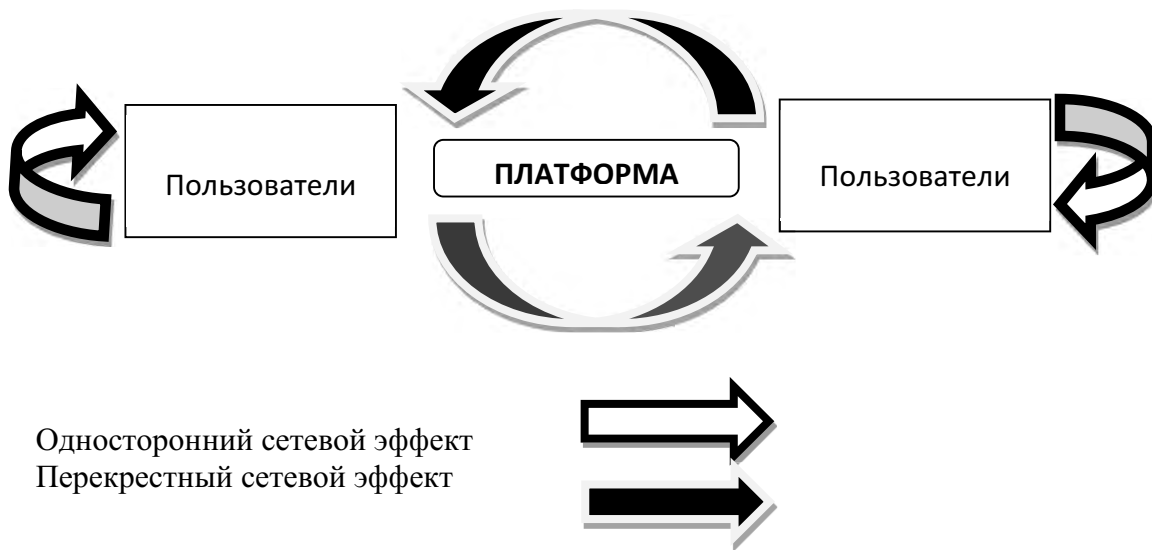 Пользователи
ПЛАТФОРМА
Пользователи
Односторонний сетевой эффект
Перекрестный сетевой эффект